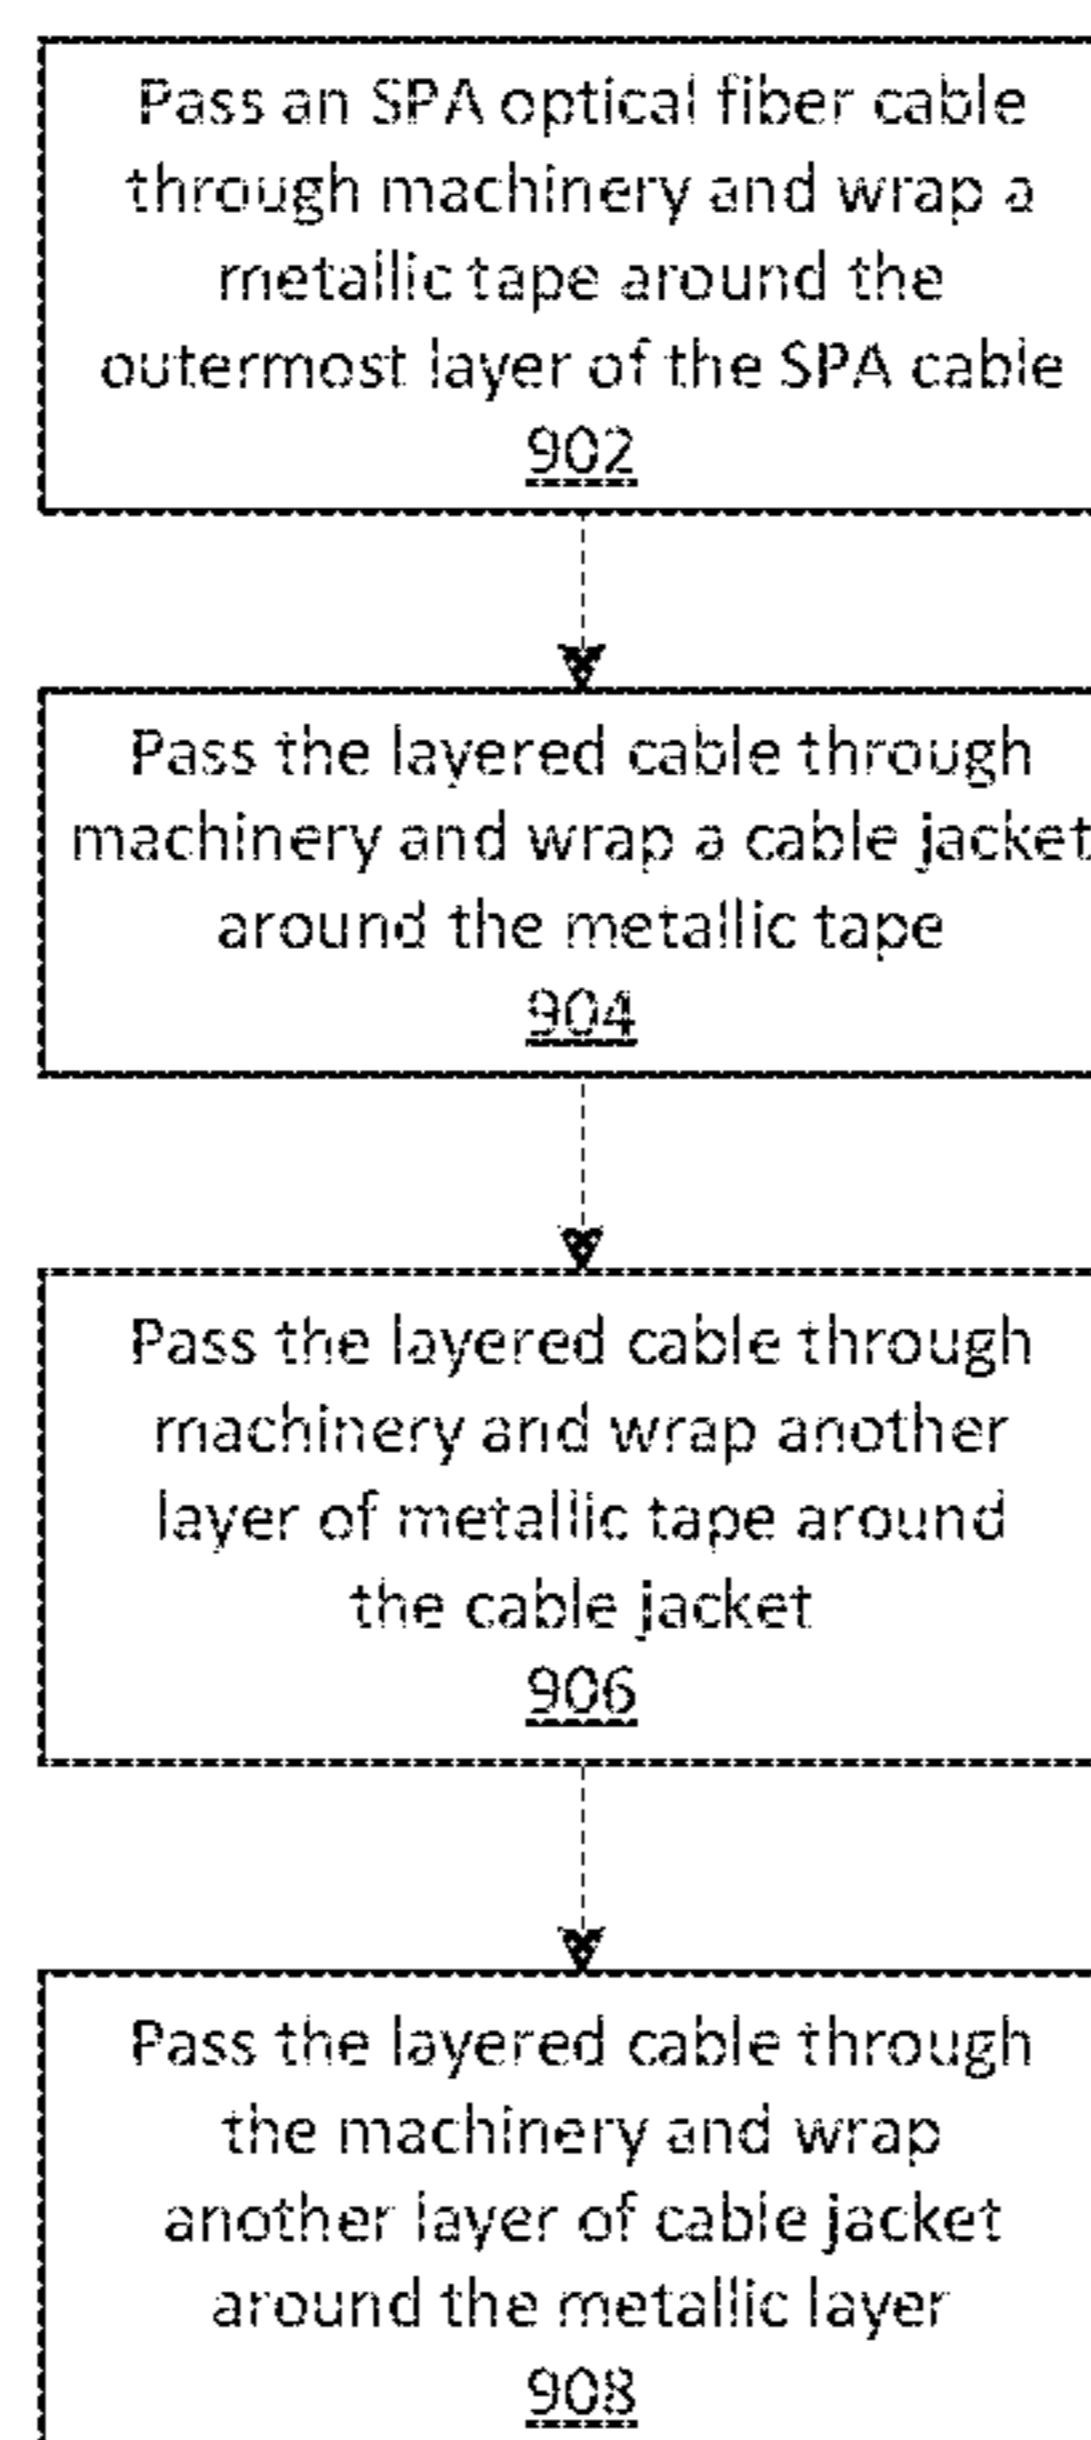 Pass an SPA optical fiber cable
through machinery and wrap a
metallic tape around the
outermost layer of the SPA cable
902
Pass the layered cable through
machinery and wrap a cable jacket
around the metallic tape
904
Pass the layered cable through
machinery and wrap another
layer of metallic tape around
the cable jacket
906
Pass the layered cable through
the machinery and wrap
another layer of cable jacket
around the metallic layer
908